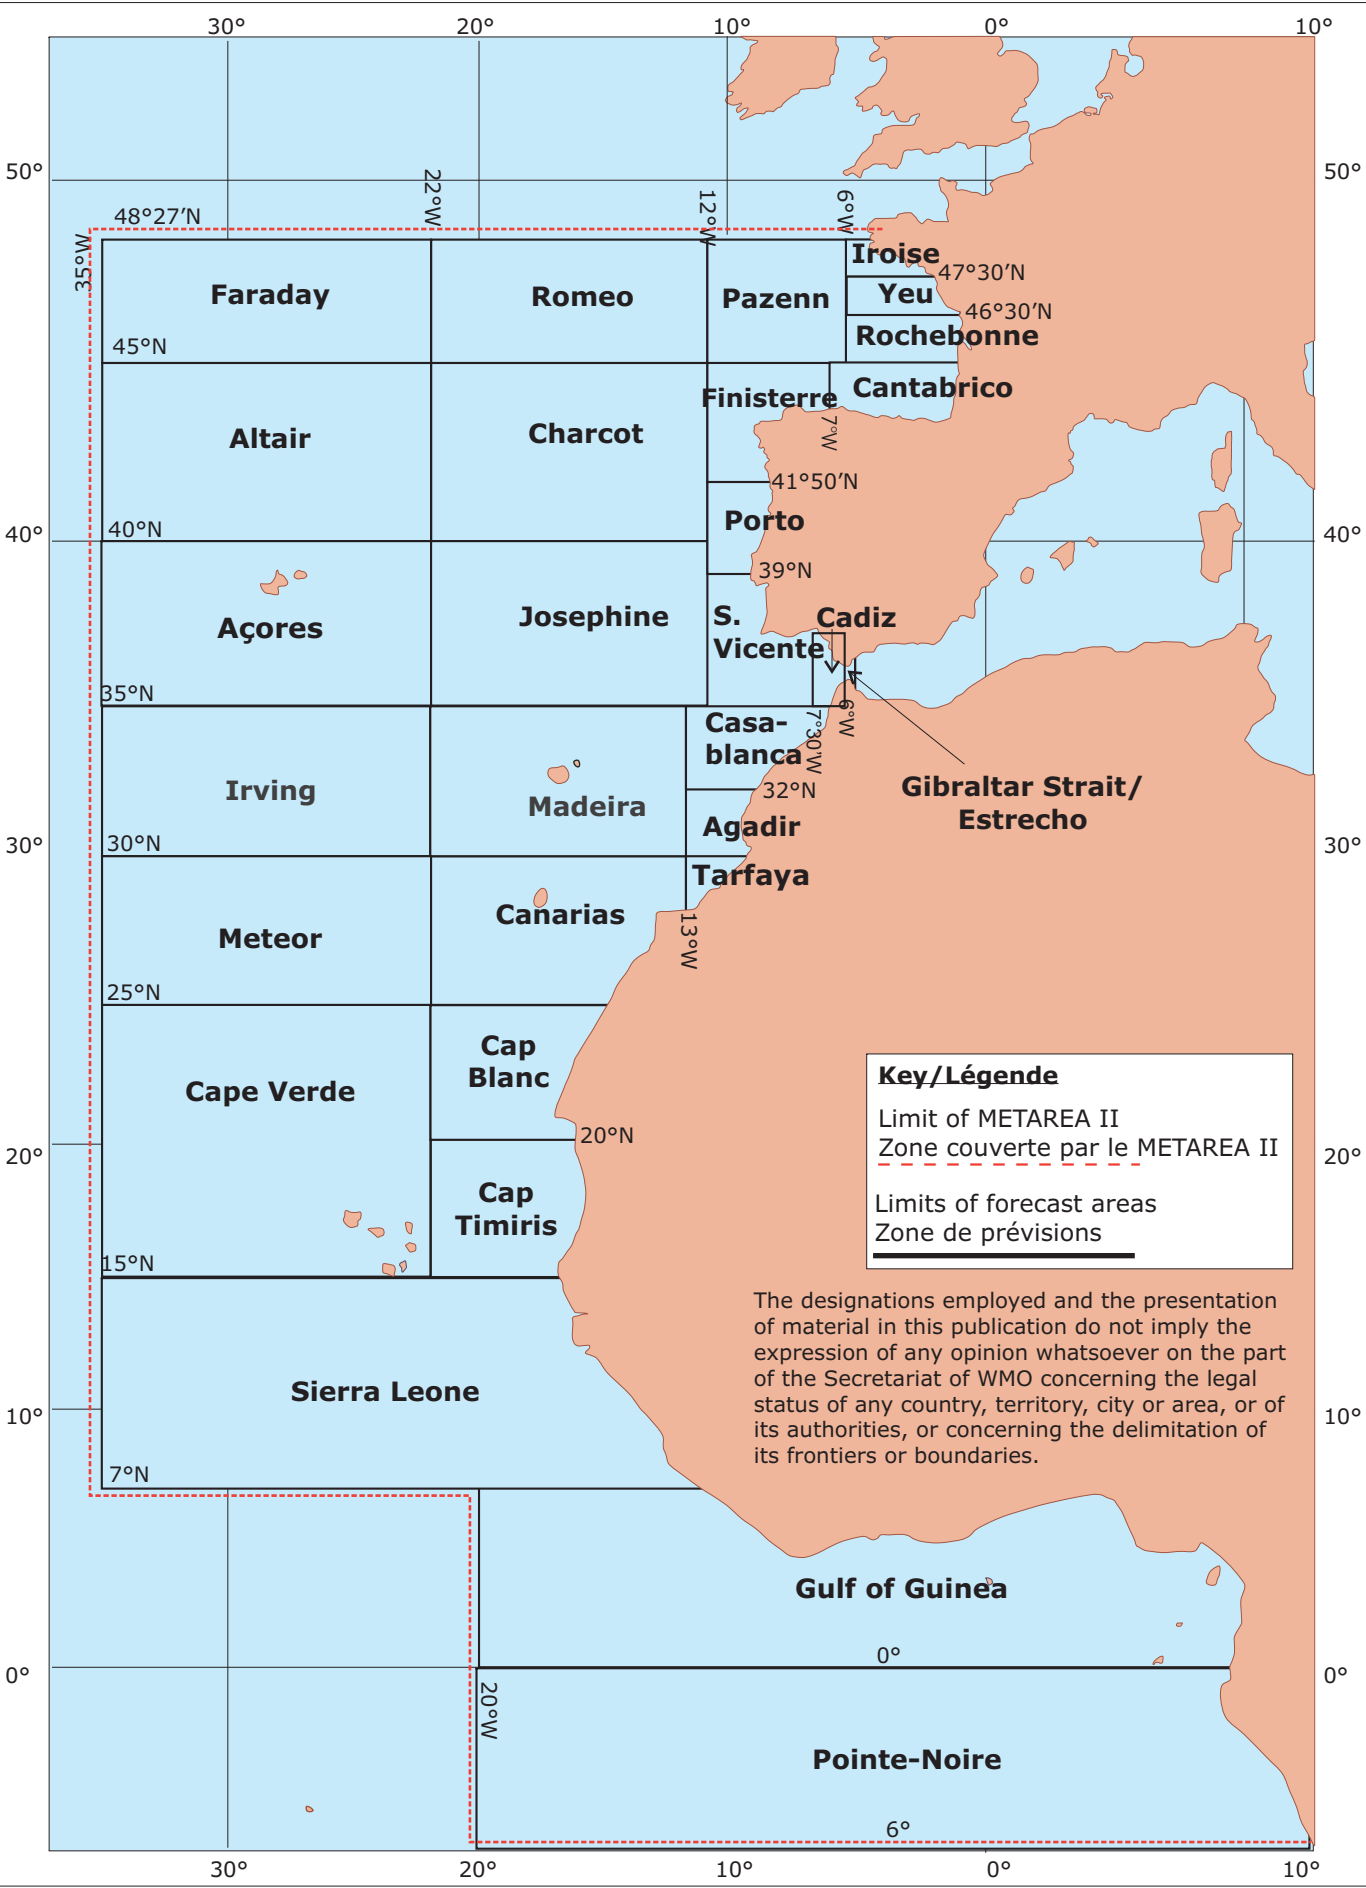 30°
20°
10°
0°
10°
50°
50°
22°W
12°W
6°W
48°27’N
35°W
Iroise
47°30’N
Faraday
Romeo
Pazenn
Yeu
46°30’N
Rochebonne
45°N
Finisterre
Cantabrico
7°W
Altair
Charcot
41°50’N
Porto
40°
40°N
40°
39°N
Açores
Josephine
S.
Vicente
Cadiz
35°N
7°30’W
6°W
Casa-
blanca
Irving
Madeira
32°N
Gibraltar Strait/
Estrecho
Agadir
30°
30°N
30°
Tarfaya
Canarias
13°W
Meteor
25°N
Cap
Blanc
Cape Verde
20°N
20°
20°
Cap
Timiris
15°N
Key/Légende
Limit of METAREA II
Zone couverte par le METAREA II
Limits of forecast areas
Zone de prévisions
The designations employed and the presentation
of material in this publication do not imply the
expression of any opinion whatsoever on the part
of the Secretariat of WMO concerning the legal
status of any country, territory, city or area, or of
its authorities, or concerning the delimitation of
its frontiers or boundaries.
Sierra Leone
10°
10°
7°N
Gulf of Guinea
0°
0°
0°
20°W
Pointe-Noire
6°
30°
20°
10°
0°
10°